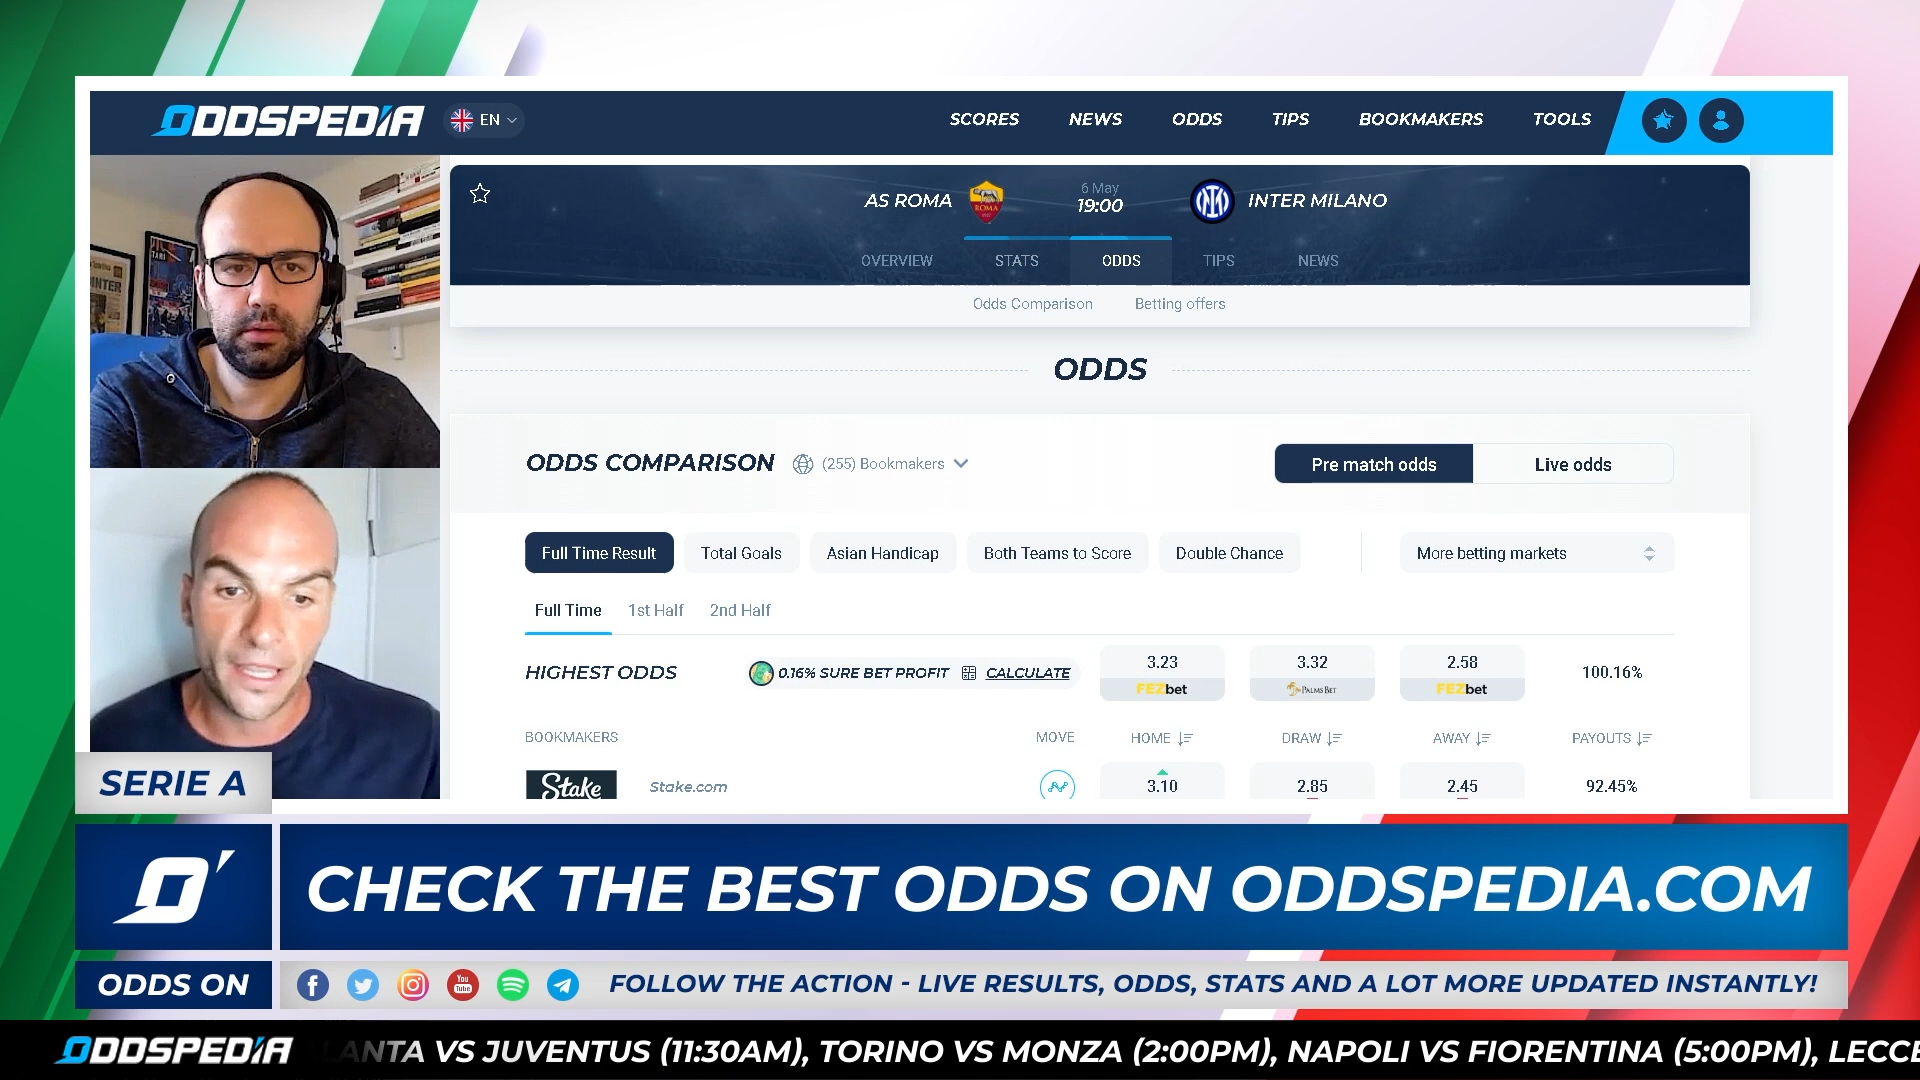 ODDSPEDIA
EN
SCORES
NEWS
ODDS
TIPS
BOOKMAKERS
TOOLS
AS ROMA
ROMA
6 May
19:00
INTER MILANO
OVERVIEW
STATS
ODDS
TIPS
NEWS
Odds Comparison
Betting offers
ODDS
ODDS COMPARISON
(255) Bookmakers
Pre match odds
Live odds
Full Time Result
Total Goals
Asian Handicap
Both Teams to Score
Double Chance
More betting markets
Full Time
1st Half
2nd Half
HIGHEST ODDS
0.16% SURE BET PROFIT
CALCULATE
3.23
FEZbet
3.32
PALMSBET
2.58
FEZbet
100.16%
BOOKMAKERS
MOVE
HOME
DRAW
AWAY
PAYOUTS
Stake
Stake.com
3.10
2.85
2.45
92.45%
INTER
SERIE A
CHECK THE BEST ODDS ON ODDSPEDIA.COM
ODDS ON
You
Tube
FOLLOW THE ACTION - LIVE RESULTS, ODDS, STATS AND A LOT MORE UPDATED INSTANTLY!
ODDSPEDIA
LANTA VS JUVENTUS (11:30AM), TORINO VS MONZA (2:00PM), NAPOLI VS FIORENTINA (5:00PM), LECCE